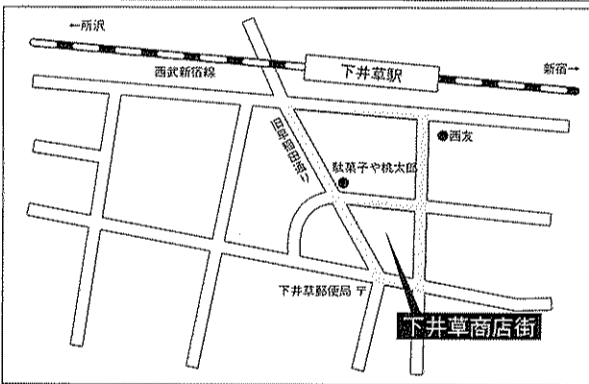 ←所沢
新宿→
下井草駅
西武新宿線
西友
旧早稲田通り
駄菓子や桃太郎
下井草郵便局 〒
下井草商店街